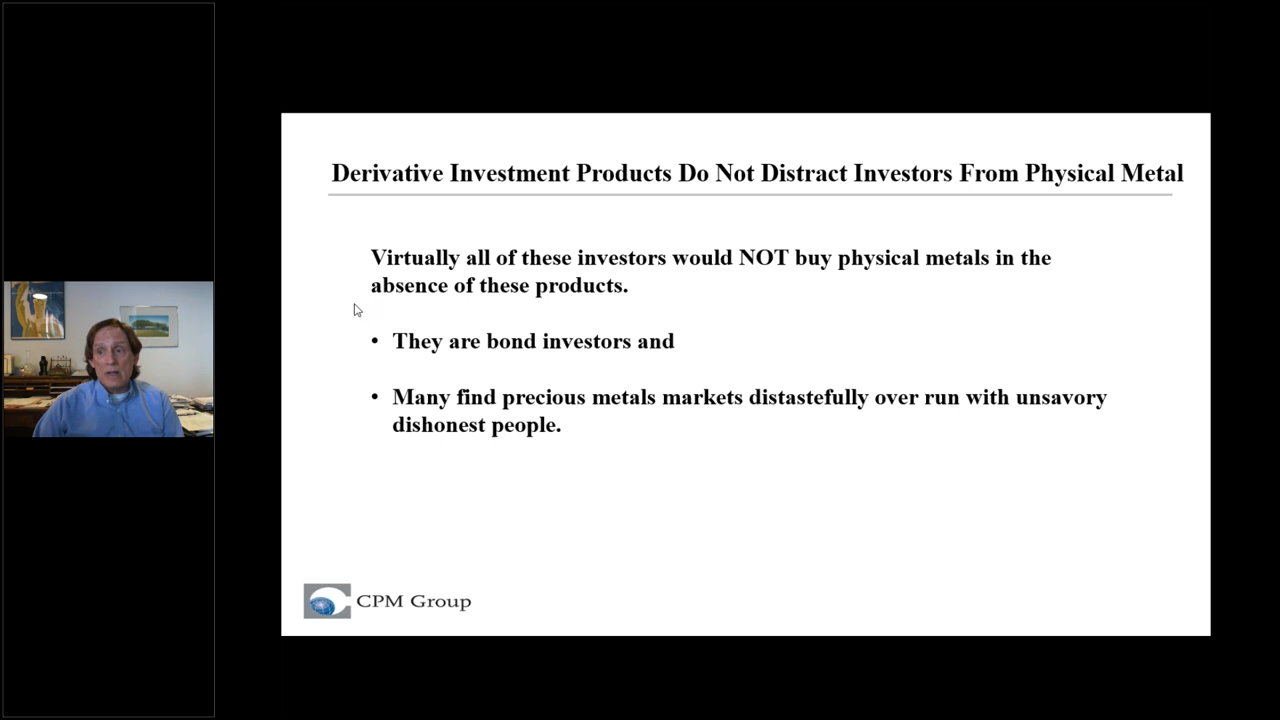 Derivative Investment Products Do Not Distract Investors From Physical Metal
Virtually all of these investors would NOT buy physical metals in the
absence of these products.
• They are bond investors and
• Many find precious metals markets distastefully over run with unsavory
dishonest people.
CPM Group